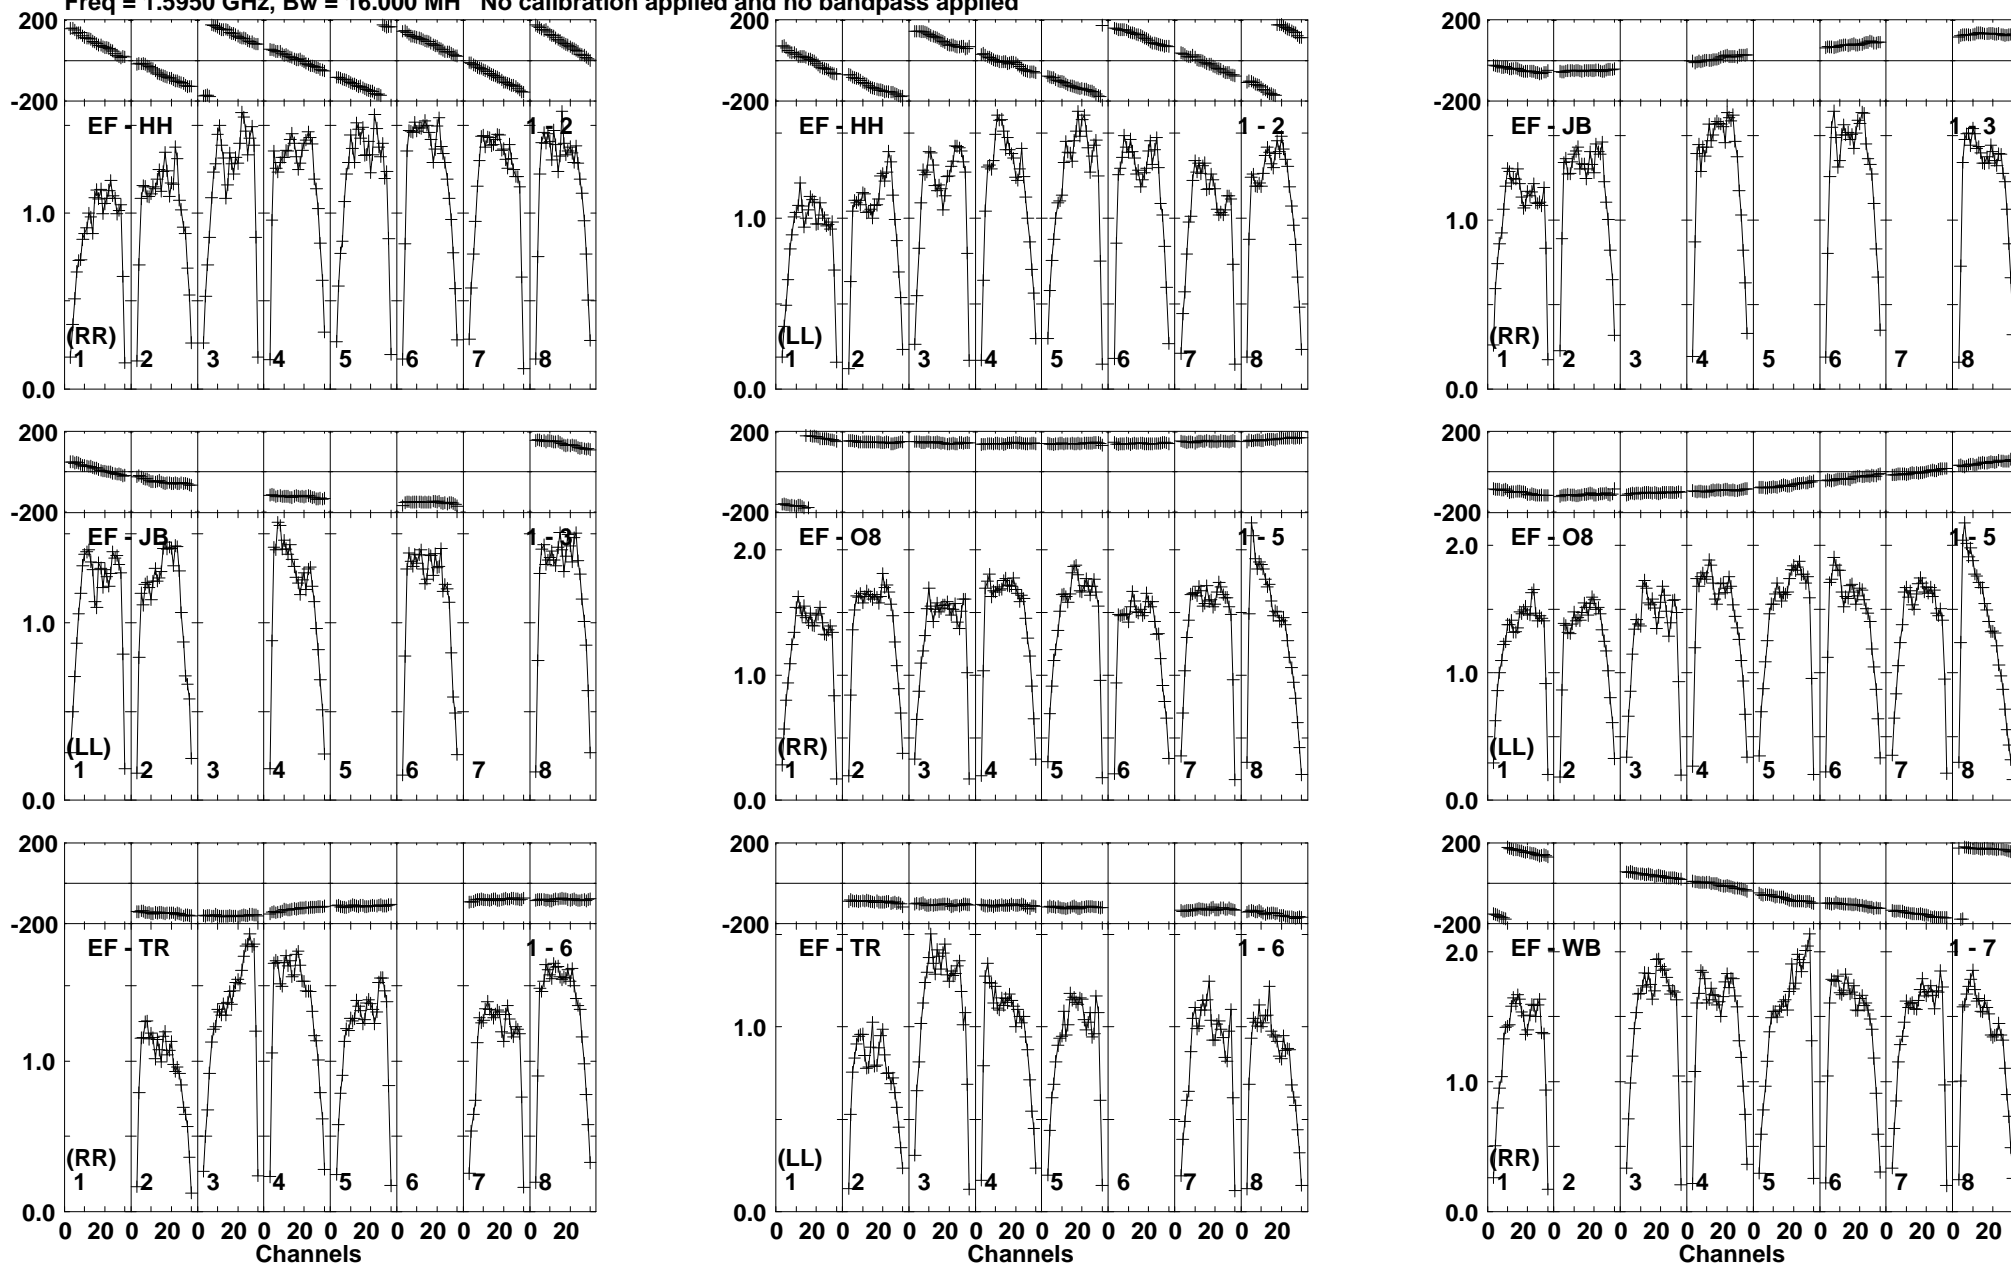 Freq = 1.5950 GHz, Bw = 16.000 MH No calibration applied and no bandpass applied
200 200 200
-200 -200 -200
EF - HH 1 - 2 EF - HH 1 - 2 EF - JB 1 - 3
1.0 1.0 1.0
(RR) (LL) (RR)
1 2 3 4 5 6 7 8 1 2 3 4 5 6 7 8 1 2 3 4 5 6 7 8
0.0 0.0 0.0
200 200 200
-200 -200 -200
EF - JB 1 - 3 EF - O8 1 - 5 EF - O8 1 - 5
2.0 2.0
1.0 1.0 1.0
(LL) (RR) (LL)
1 2 3 4 5 6 7 8 1 2 3 4 5 6 7 8 1 2 3 4 5 6 7 8
0.0 0.0 0.0
200 200 200
-200 -200 -200
EF - TR 1 - 6 EF - TR 1 - 6 EF - WB 1 - 7
2.0
1.0 1.0 1.0
(RR) (LL) (RR)
1 2 3 4 5 6 7 8 1 2 3 4 5 6 7 8 1 2 3 4 5 6 7 8
0.0 0.0 0.0
0 20 0 20 0 20 0 20 0 20 0 20 0 20 0 20 0 20 0 20 0 20 0 20 0 20 0 20 0 20 0 20 0 20 0 20 0 20 0 20 0 20 0 20 0 20 0 20
Channels Channels Channels